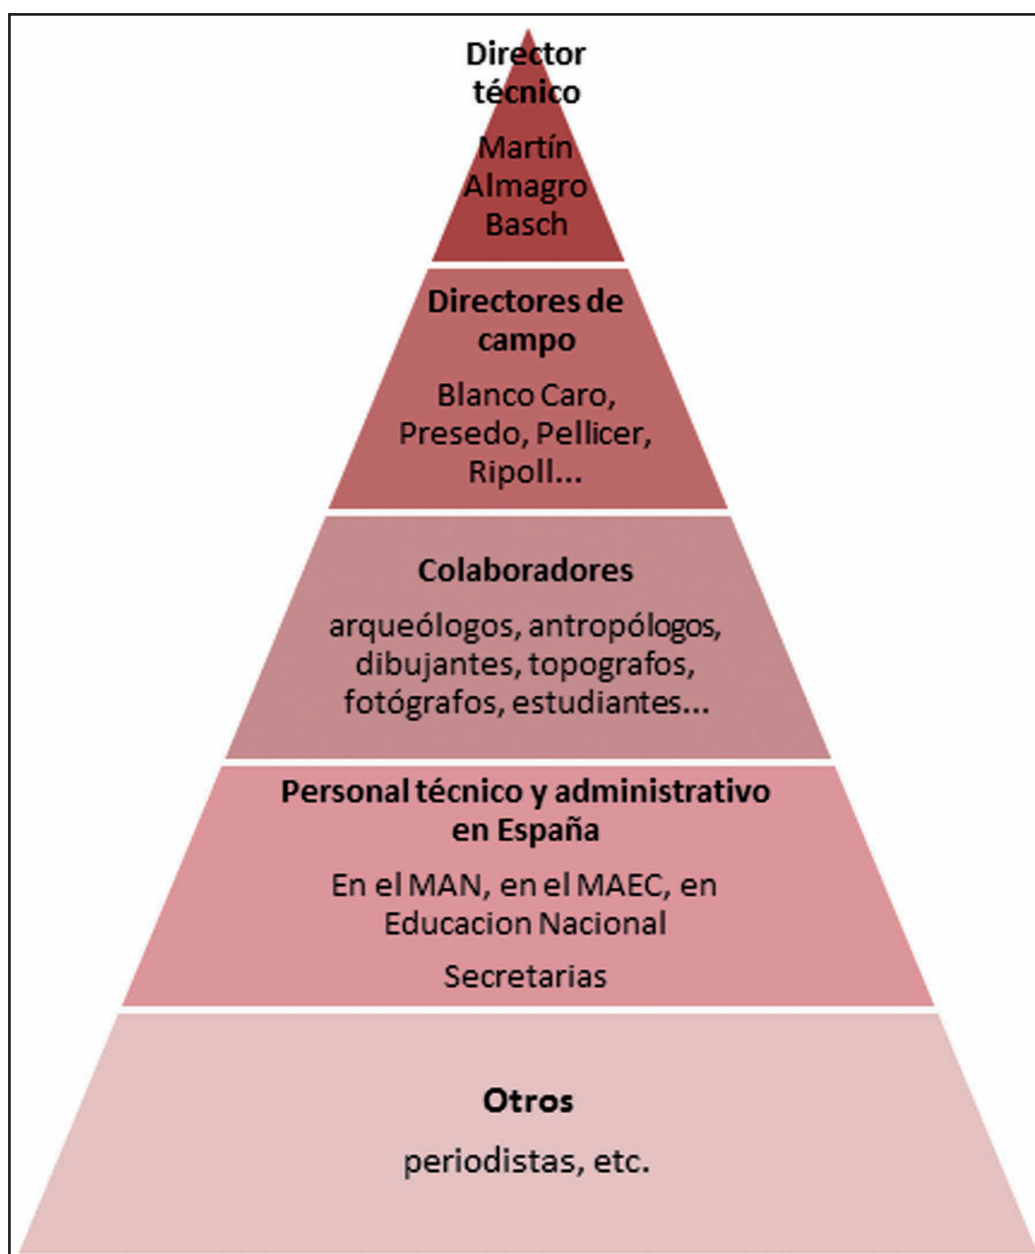 Director
técnico
Martín
Almagro
Basch
Directores de
campo
Blanco Caro,
Presedo, Pellicer,
Ripoll...
Colaboradores
arqueólogos, antropólogos,
dibujantes, topografos,
fotógrafos, estudiantes...
Personal técnico y administrativo
en España
En el MAN, en el MAEC, en
Educacion Nacional
Secretarias
Otros
periodistas, etc.